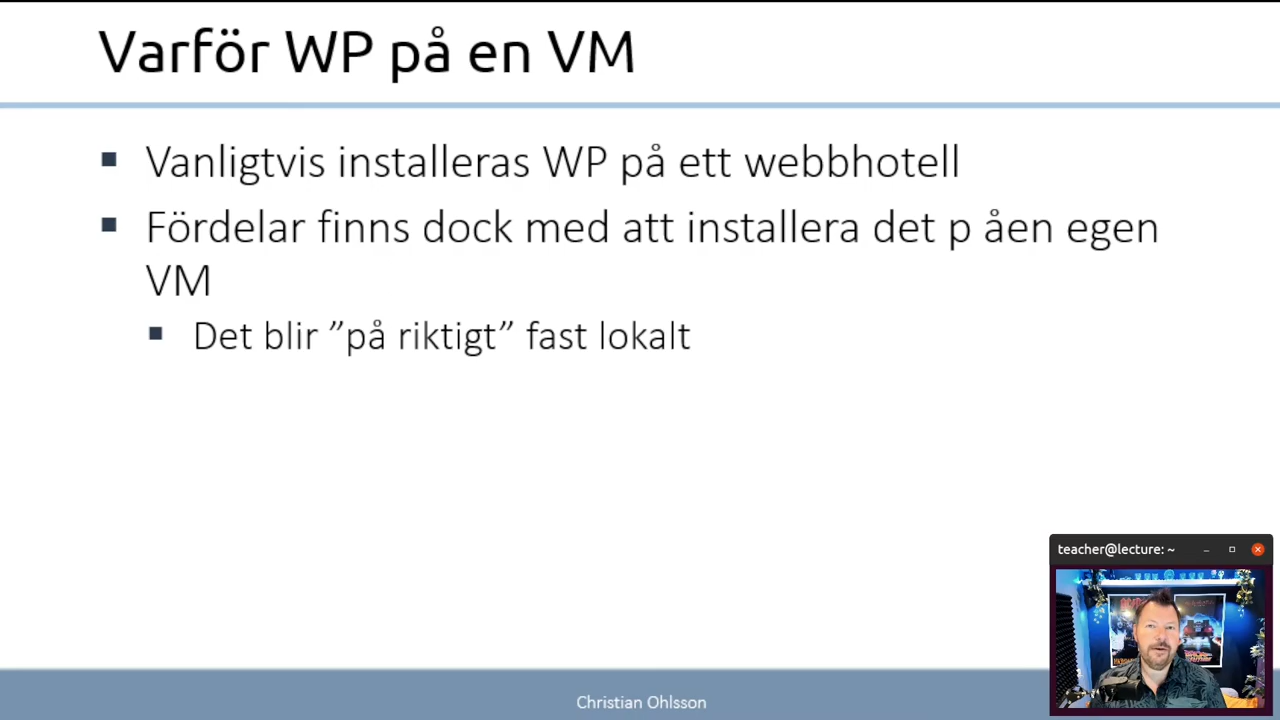 Varför WP på en VM
Vanligtvis installeras WP på ett webbhotell
Fördelar finns dock med att installera det p åen egen
VM
Det blir ”på riktigt” fast lokalt
teacher@lecture: ~
Christian Ohlsson